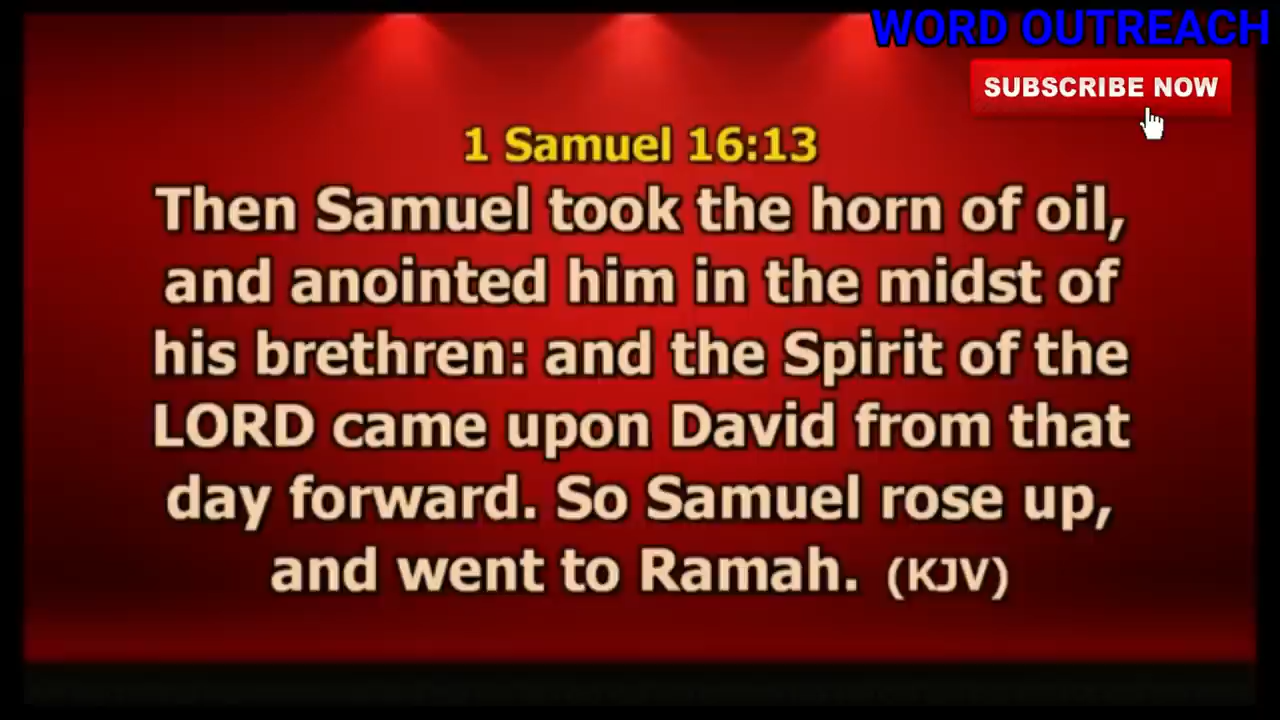 WORD OUTREACH
SUBSCRIBE NOW
1 Samuel 16:13
Then Samuel took the horn of oil,
and anointed him in the midst of
his brethren: and the Spirit of the
LORD came upon David from that
day forward. So Samuel rose up,
and went to Ramah. (KJV)